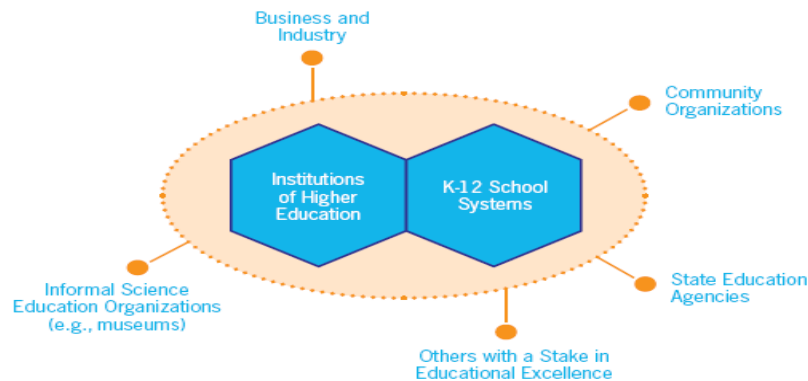 Business and
Industry
Community
Organizations
Institutions
of Higher
Education
K-12 School
Systems
Informal Science
Education Organizations
(e.g., museums)
State Education
Agencies
Others with a Stake in
Educational Excellence